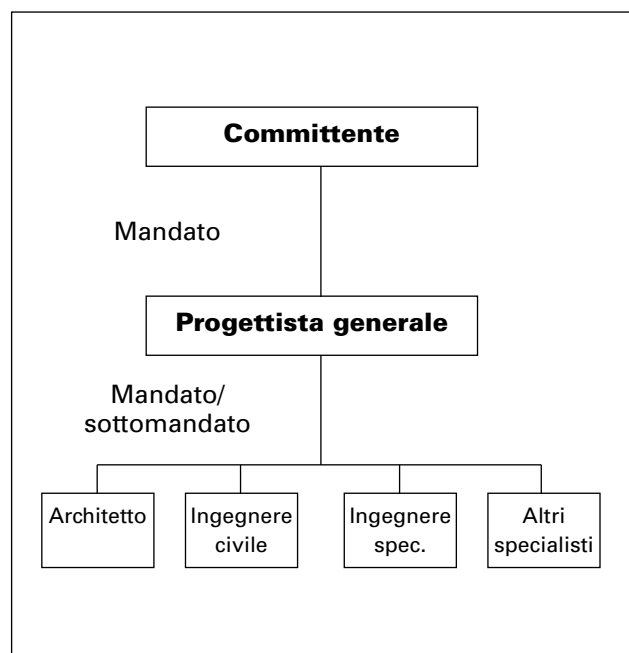 Committente
Mandato
Progettista generale
Mandato/
sottomandato
Architetto
Ingegnere
civile
Ingegnere
spec.
Altri
specialisti